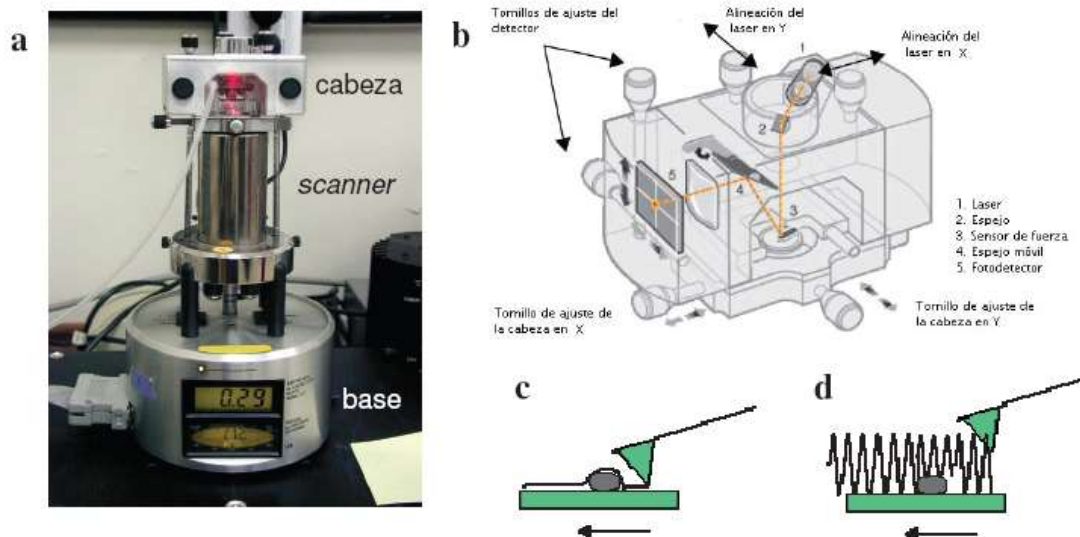 a
cabeza
scanner
base
0.29
b
Tornillos de ajuste del
detector
Alineación del
laser en Y
Alineación del
laser en X
1
2
3
4
5
1. Laser
2. Espejo
3. Sensor de fuerza
4. Espejo móvil
5. Fotodetector
Tornillo de ajuste de
la cabeza en X
Tornillo de ajuste de
la cabeza en Y
c
d